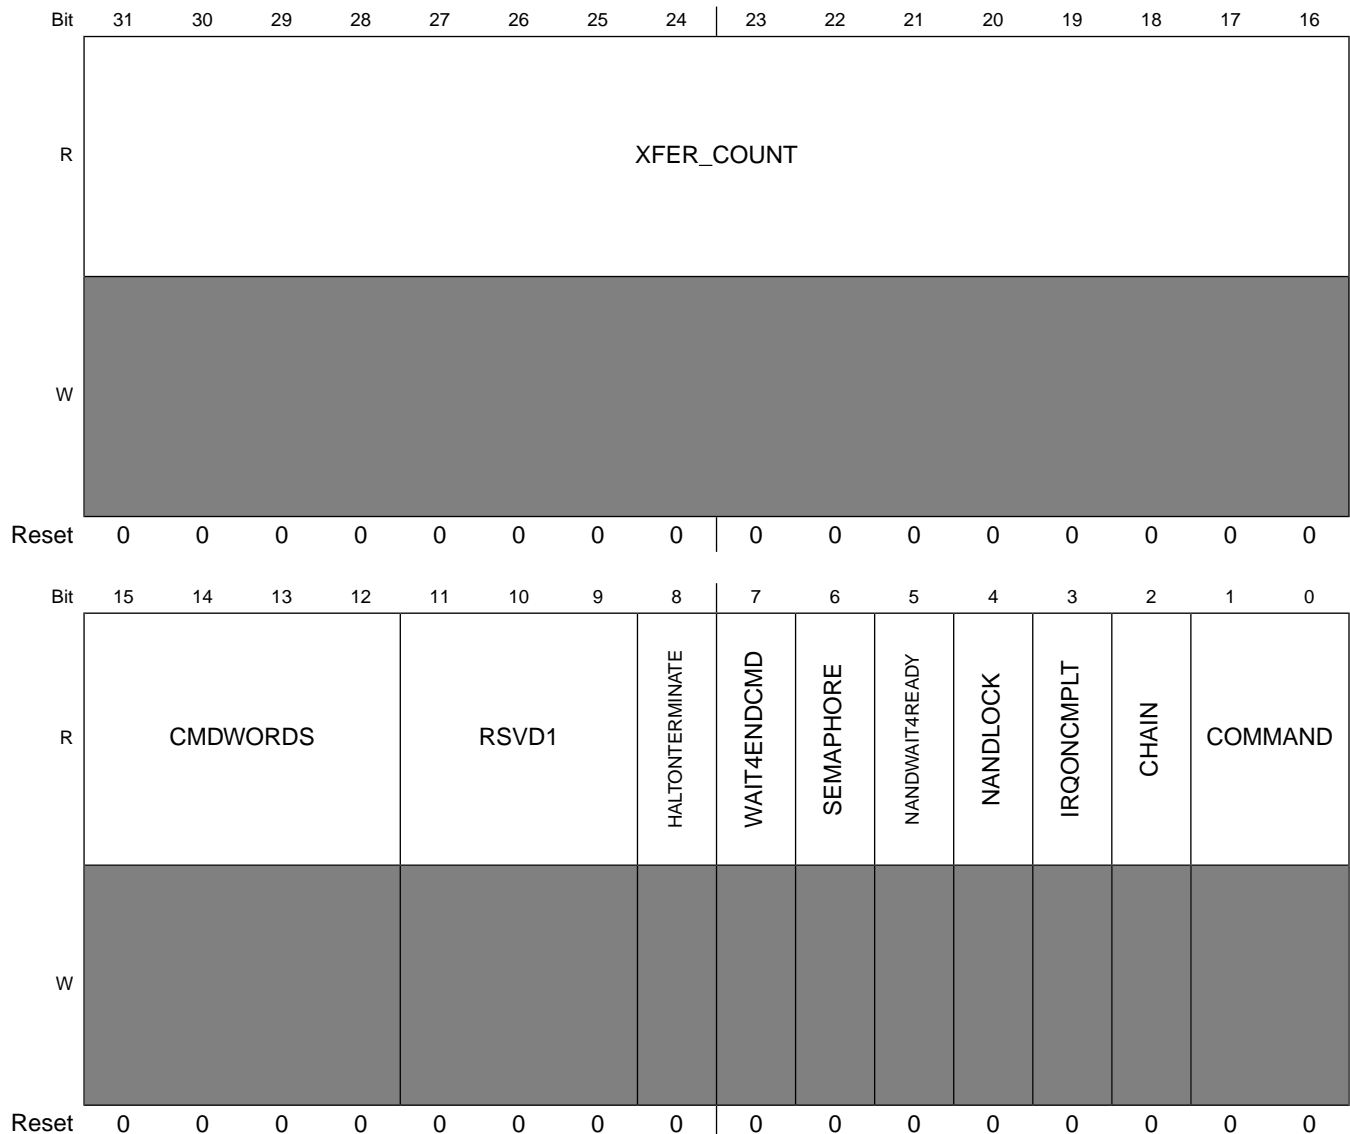 Bit 31 30 29 28 27 26 25 24 23 22 21 20 19 18 17 16
R XFER_COUNT
W
Reset 0 0 0 0 0 0 0 0 0 0 0 0 0 0 0 0
Bit 15 14 13 12 11 10 9 8 7 6 5 4 3 2 1 0
R CMDWORDS RSVD1 HALTONTERMINATE WAIT4ENDCMD SEMAPHORE NANDWAIT4READY NANDLOCK IRQONCMPLT CHAIN COMMAND
W
Reset 0 0 0 0 0 0 0 0 0 0 0 0 0 0 0 0